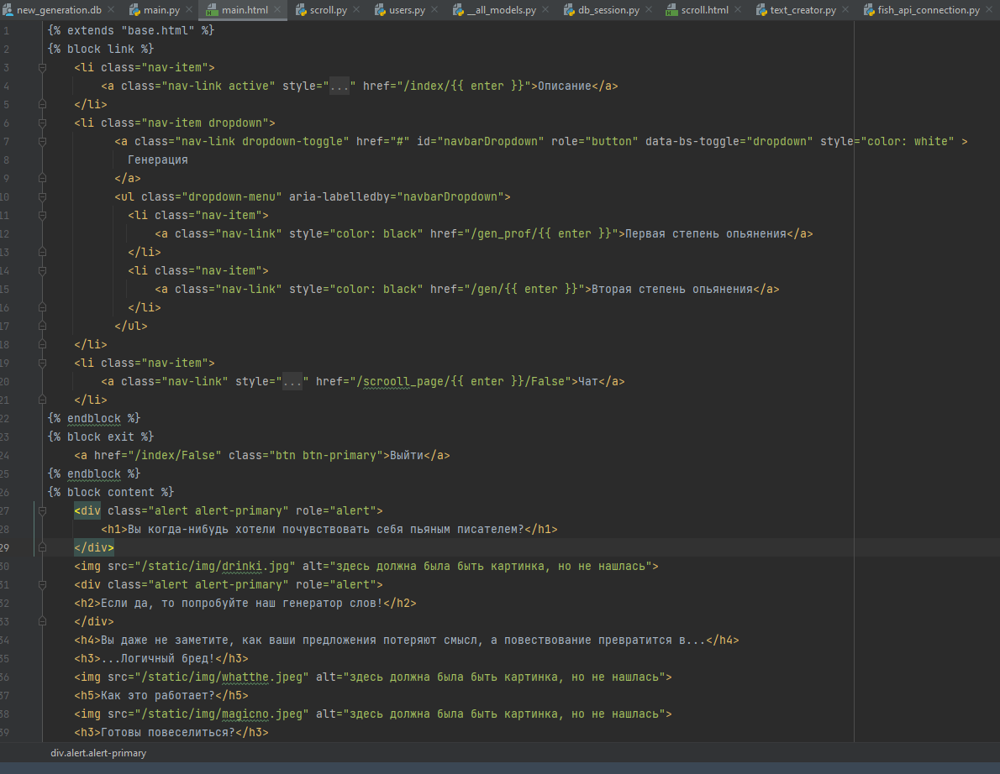 new_generation.db main.py main.html scroll.py users.py __all_models.py db_session.py scroll.html text_creator.py fish_api_connection.py
1 {% extends "base.html" %}
2 {% block link %}
3 <li class="nav-item">
4 <a class="nav-link active" style="..." href="/index/{{ enter }}">Описание</a>
5 </li>
6 <li class="nav-item dropdown">
7 <a class="nav-link dropdown-toggle" href="#" id="navbarDropdown" role="button" data-bs-toggle="dropdown" style="color: white" >
8 Генерация
9 </a>
10 <ul class="dropdown-menu" aria-labelledby="navbarDropdown">
11 <li class="nav-item">
12 <a class="nav-link" style="color: black" href="/gen_prof/{{ enter }}">Первая степень опьянения</a>
13 </li>
14 <li class="nav-item">
15 <a class="nav-link" style="color: black" href="/gen/{{ enter }}">Вторая степень опьянения</a>
16 </li>
17 </ul>
18 </li>
19 <li class="nav-item">
20 <a class="nav-link" style="..." href="/scrooll_page/{{ enter }}/False">Чат</a>
21 </li>
22 {% endblock %}
23 {% block exit %}
24 <a href="/index/False" class="btn btn-primary">Выйти</a>
25 {% endblock %}
26 {% block content %}
27 <div class="alert alert-primary" role="alert">
28 <h1>Вы когда-нибудь хотели почувствовать себя пьяным писателем?</h1>
29 </div>
30 <img src="/static/img/drinki.jpg" alt="здесь должна была быть картинка, но не нашлась">
31 <div class="alert alert-primary" role="alert">
32 <h2>Если да, то попробуйте наш генератор слов!</h2>
33 </div>
34 <h4>Вы даже не заметите, как ваши предложения потеряют смысл, а повествование превратится в...</h4>
35 <h3>...Логичный бред!</h3>
36 <img src="/static/img/whatthe.jpeg" alt="здесь должна была быть картинка, но не нашлась">
37 <h5>Как это работает?</h5>
38 <img src="/static/img/magicno.jpeg" alt="здесь должна была быть картинка, но не нашлась">
39 <h3>Готовы повеселиться?</h3>
div.alert.alert-primary